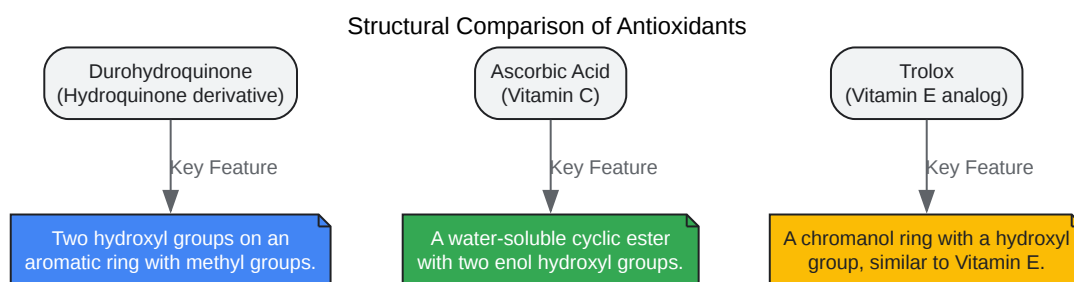 Structural Comparison of Antioxidants
Durohydroquinone
(Hydroquinone derivative)
Ascorbic Acid
(Vitamin C)
Trolox
(Vitamin E analog)
Key Feature
Key Feature
Key Feature
Two hydroxyl groups on an
aromatic ring with methyl groups.
A water-soluble cyclic ester
with two enol hydroxyl groups.
A chromanol ring with a hydroxyl
group, similar to Vitamin E.